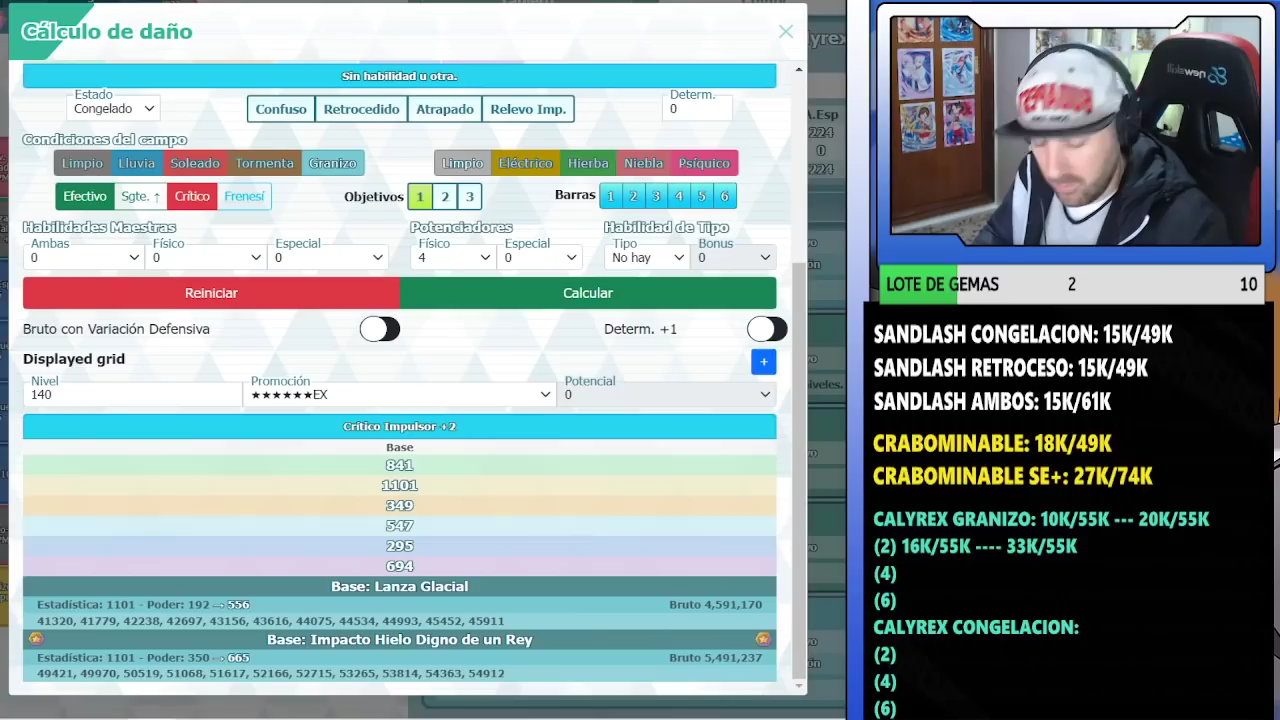 Cálculo de daño
Sin habilidad u otra.
Estado
Congelado
Confuso Retrocedido Atrapado Relevo Imp.
Determ.
0
Condiciones del campo
Limpio Lluvia Soleado Tormenta Granizo
Limpio Eléctrico Hierba Niebla Psíquico
Efectivo Sgte. ↑ Crítico Frenesí
Objetivos 1 2 3
Barras 1 2 3 4 5 6
Habilidades Maestras
Ambas Físico Especial
0 0 0
Potenciadores
Físico Especial
4 0
Habilidad de Tipo
Tipo Bonus
No hay 0
Reiniciar Calcular
Bruto con Variación Defensiva
Determ. +1
Displayed grid
+
Nivel Promoción Potencial
140 ★★★★★★EX 0
Crítico Impulsor +2
Base
841
1101
349
547
295
694
Base: Lanza Glacial
Estadística: 1101 - Poder: 192 → 556 Bruto 4,591,170
41320, 41779, 42238, 42697, 43156, 43616, 44075, 44534, 44993, 45452, 45911
Base: Impacto Hielo Digno de un Rey
Estadística: 1101 - Poder: 350 → 665 Bruto 5,491,237
49421, 49970, 50519, 51068, 51617, 52166, 52715, 53265, 53814, 54363, 54912
yrex
.Esp
224
0
224
niveles.
newskill
LOTE DE GEMAS 2 10
SANDLASH CONGELACION: 15K/49K
SANDLASH RETROCESO: 15K/49K
SANDLASH AMBOS: 15K/61K
CRABOMINABLE: 18K/49K
CRABOMINABLE SE+: 27K/74K
CALYREX GRANIZO: 10K/55K --- 20K/55K
(2) 16K/55K ---- 33K/55K
(4)
(6)
CALYREX CONGELACION:
(2)
(4)
(6)